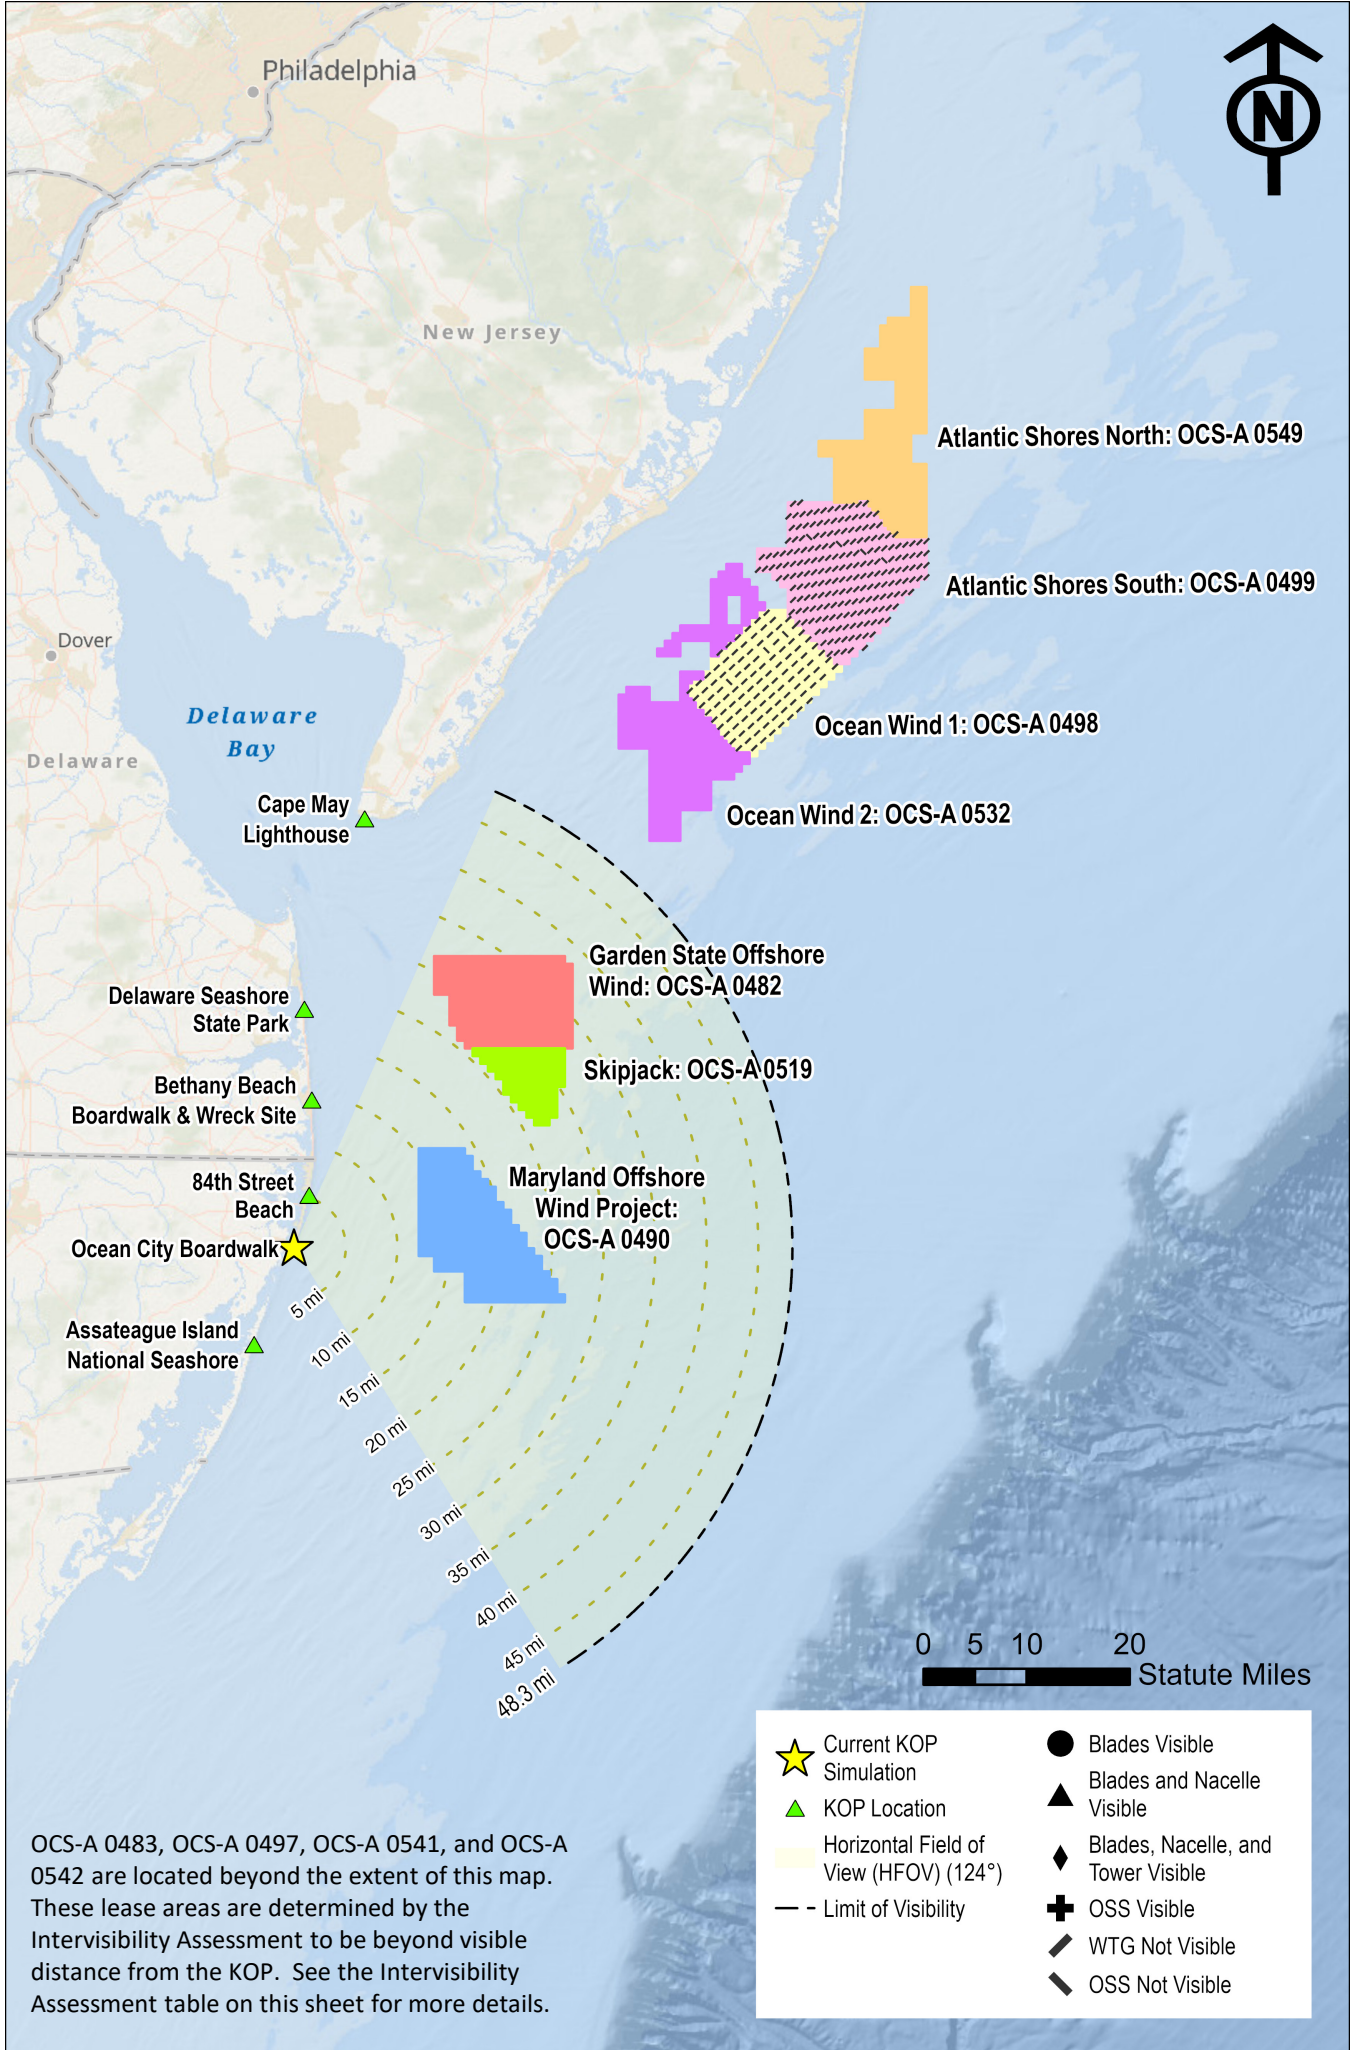 Philadelphia
N
New Jersey
Atlantic Shores North: OCS-A 0549
Atlantic Shores South: OCS-A 0499
Dover
Delaware
Bay
Delaware
Ocean Wind 1: OCS-A 0498
Cape May
Lighthouse
Ocean Wind 2: OCS-A 0532
Garden State Offshore
Wind: OCS-A 0482
Delaware Seashore
State Park
Skipjack: OCS-A 0519
Bethany Beach
Boardwalk & Wreck Site
84th Street
Beach
Maryland Offshore
Wind Project:
OCS-A 0490
Ocean City Boardwalk
Assateague Island
National Seashore
5 mi
10 mi
15 mi
20 mi
25 mi
30 mi
35 mi
40 mi
45 mi
48.3 mi
0 5 10 20
Statute Miles
Current KOP
Simulation
KOP Location
Horizontal Field of
View (HFOV) (124°)
Limit of Visibility
Blades Visible
Blades and Nacelle
Visible
Blades, Nacelle, and
Tower Visible
OSS Visible
WTG Not Visible
OSS Not Visible
OCS-A 0483, OCS-A 0497, OCS-A 0541, and OCS-A
0542 are located beyond the extent of this map.
These lease areas are determined by the
Intervisibility Assessment to be beyond visible
distance from the KOP.  See the Intervisibility
Assessment table on this sheet for more details.